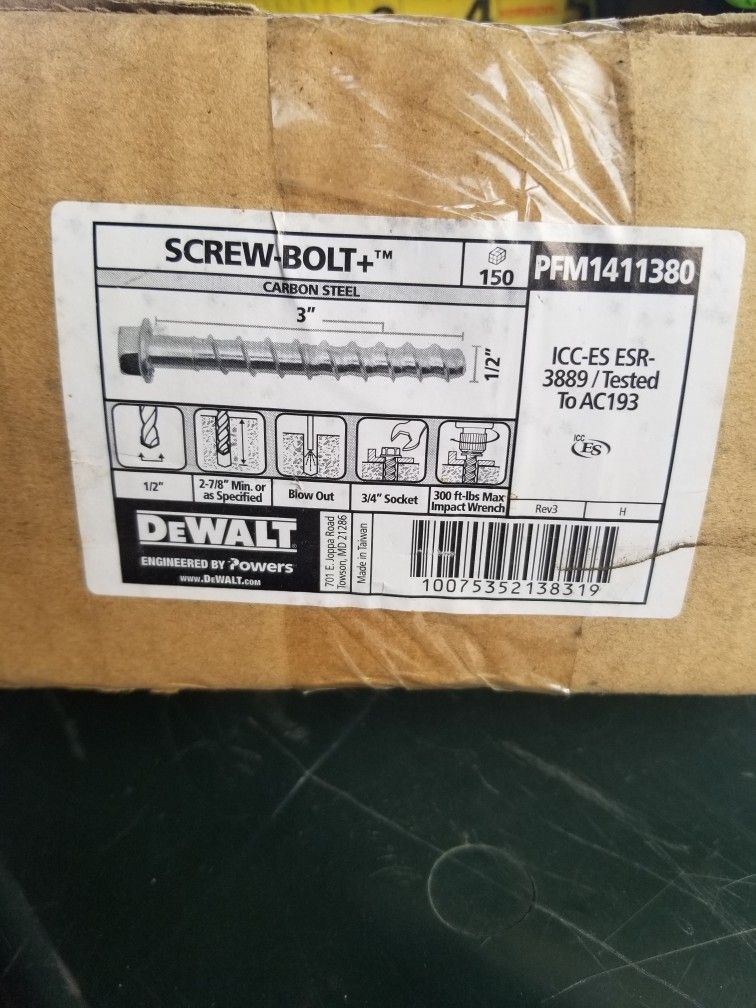 SCREW-BOLT+™
150
PFM1411380
CARBON STEEL
3"
1/2"
ICC-ES ESR-
3889 / Tested
To AC193
ICC
ES
1/2"
2-7/8" Min. or
as Specified
Blow Out
3/4" Socket
300 ft-lbs Max
Impact Wrench
Rev3
H
DEWALT
ENGINEERED BY Powers
www.DEWALT.com
701 E. Joppa Road
Towson, MD 21286
Made in Taiwan
10075352138319